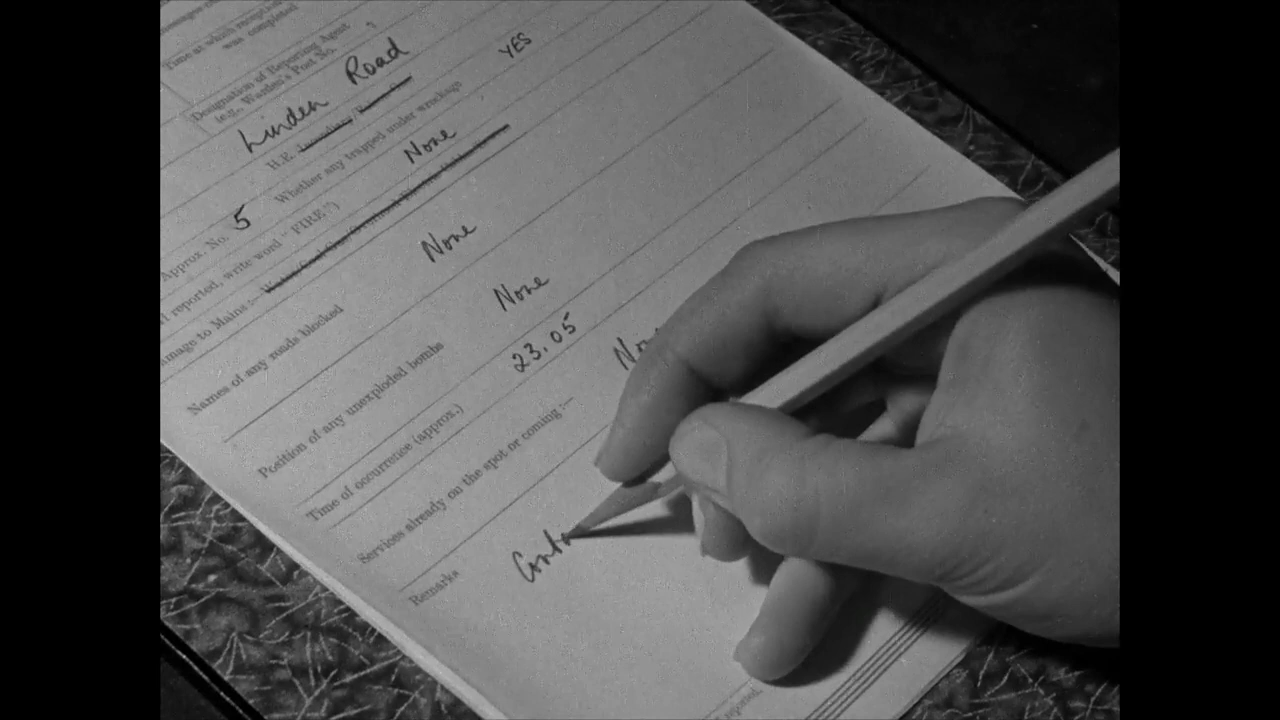 Time at which
was completed
Designation of Reporting Agent
(e.g., Warden's Post No.
Linden Road
YES
H.E.
Approx. No. 5 Whether any trapped under wreckage
reported, write word "FIRE") None
Damage to Mains :—
Names of any roads blocked None
Position of any unexploded bombs None
Time of occurrence (approx.) 23.05
Services already on the spot or coming :—
Remarks Cont